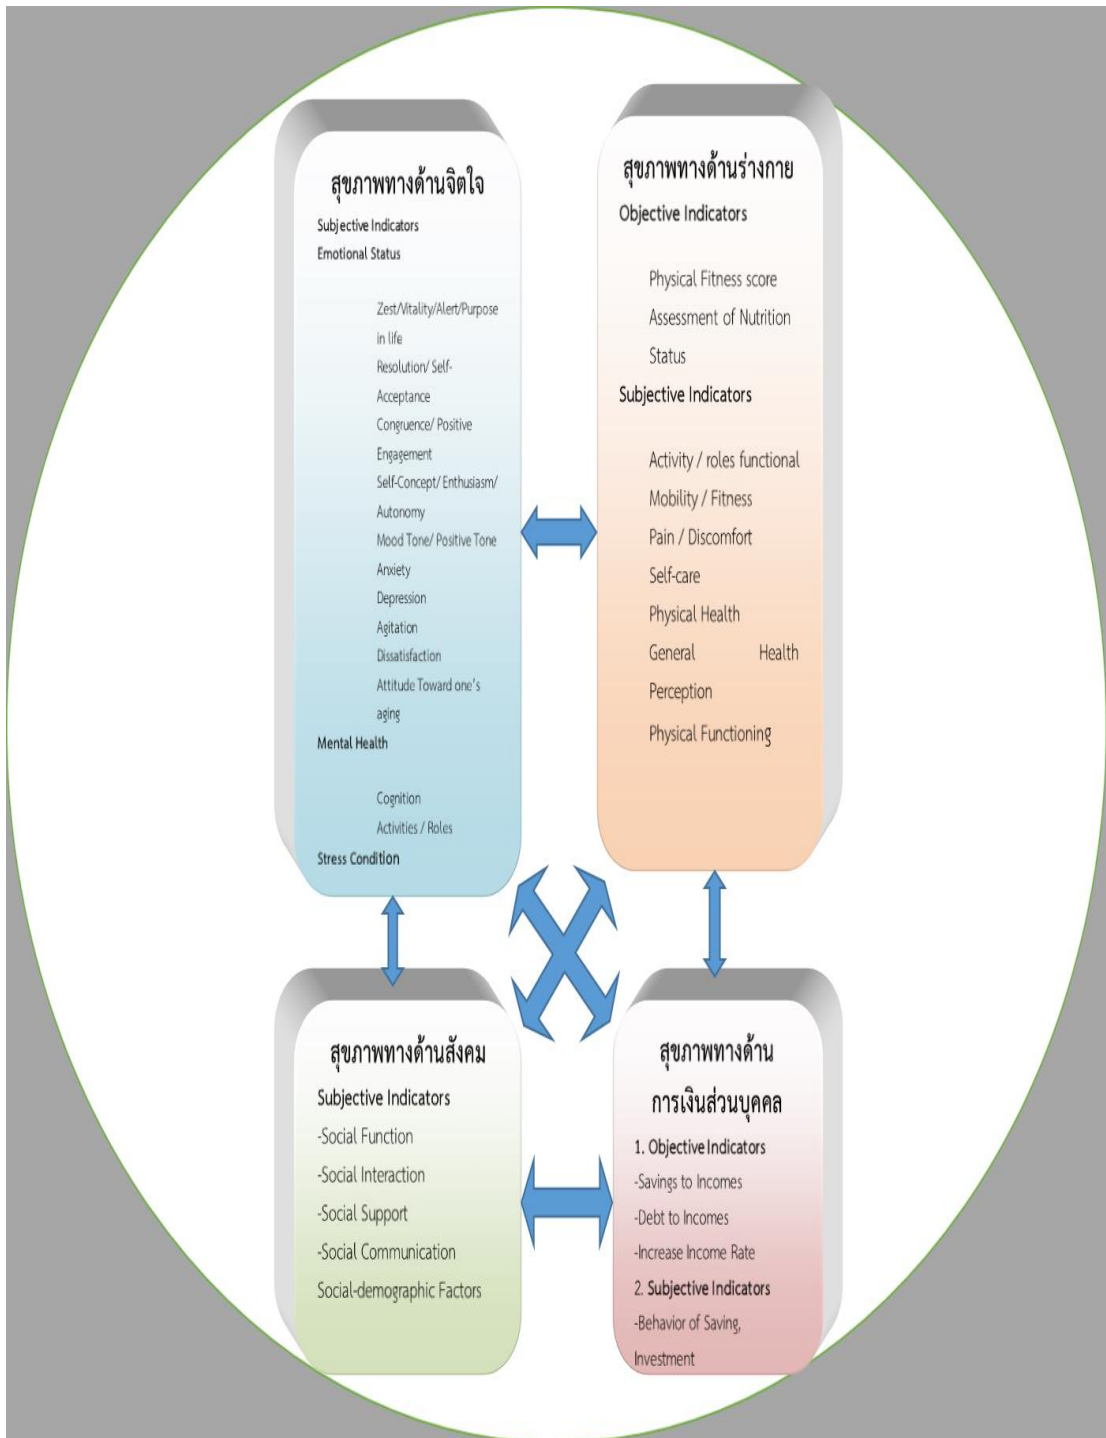 สุขภาพทางด้านจิตใจ
Subjective Indicators
Emotional Status
Zest/Vitality/Alert/Purpose
in life
Resolution/ Self-
Acceptance
Congruence/ Positive
Engagement
Self-Concept/ Enthusiasm/
Autonomy
Mood Tone/ Positive Tone
Anxiety
Depression
Agitation
Dissatisfaction
Attitude Toward one's
aging
Mental Health
Cognition
Activities / Roles
Stress Condition
สุขภาพทางด้านร่างกาย
Objective Indicators
Physical Fitness score
Assessment of Nutrition
Status
Subjective Indicators
Activity / roles functional
Mobility / Fitness
Pain / Discomfort
Self-care
Physical Health
General Health
Perception
Physical Functioning
สุขภาพทางด้านสังคม
Subjective Indicators
-Social Function
-Social Interaction
-Social Support
-Social Communication
Social-demographic Factors
สุขภาพทางด้าน
การเงินส่วนบุคคล
1. Objective Indicators
-Savings to Incomes
-Debt to Incomes
-Increase Income Rate
2. Subjective Indicators
-Behavior of Saving,
Investment